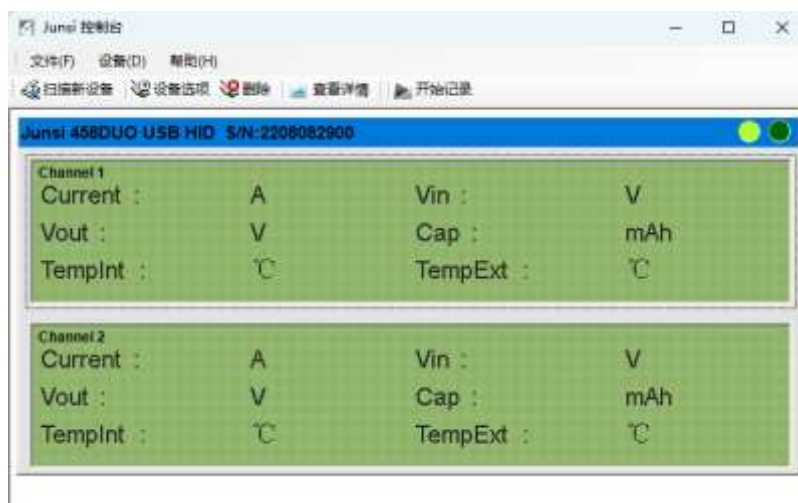 Junsi 控制台
文件(F) 设备(D) 帮助(H)
扫描新设备 设备选项 删除 查看详情 开始记录
Junsi 456DUO USB HID S/N:2208082900
Channel 1
Current : A Vin : V
Vout : V Cap : mAh
TempInt : ℃ TempExt : ℃
Channel 2
Current : A Vin : V
Vout : V Cap : mAh
TempInt : ℃ TempExt : ℃